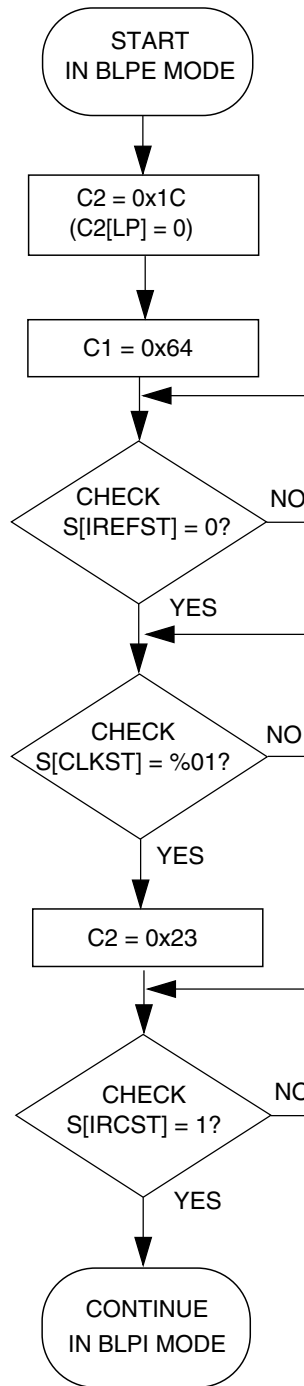 START
IN BLPE MODE
C2 = 0x1C
(C2[LP] = 0)
C1 = 0x64
CHECK
S[IREFST] = 0?
NO
YES
CHECK
S[CLKST] = %01?
NO
YES
C2 = 0x23
CHECK
S[IRCST] = 1?
NO
YES
CONTINUE
IN BLPI MODE